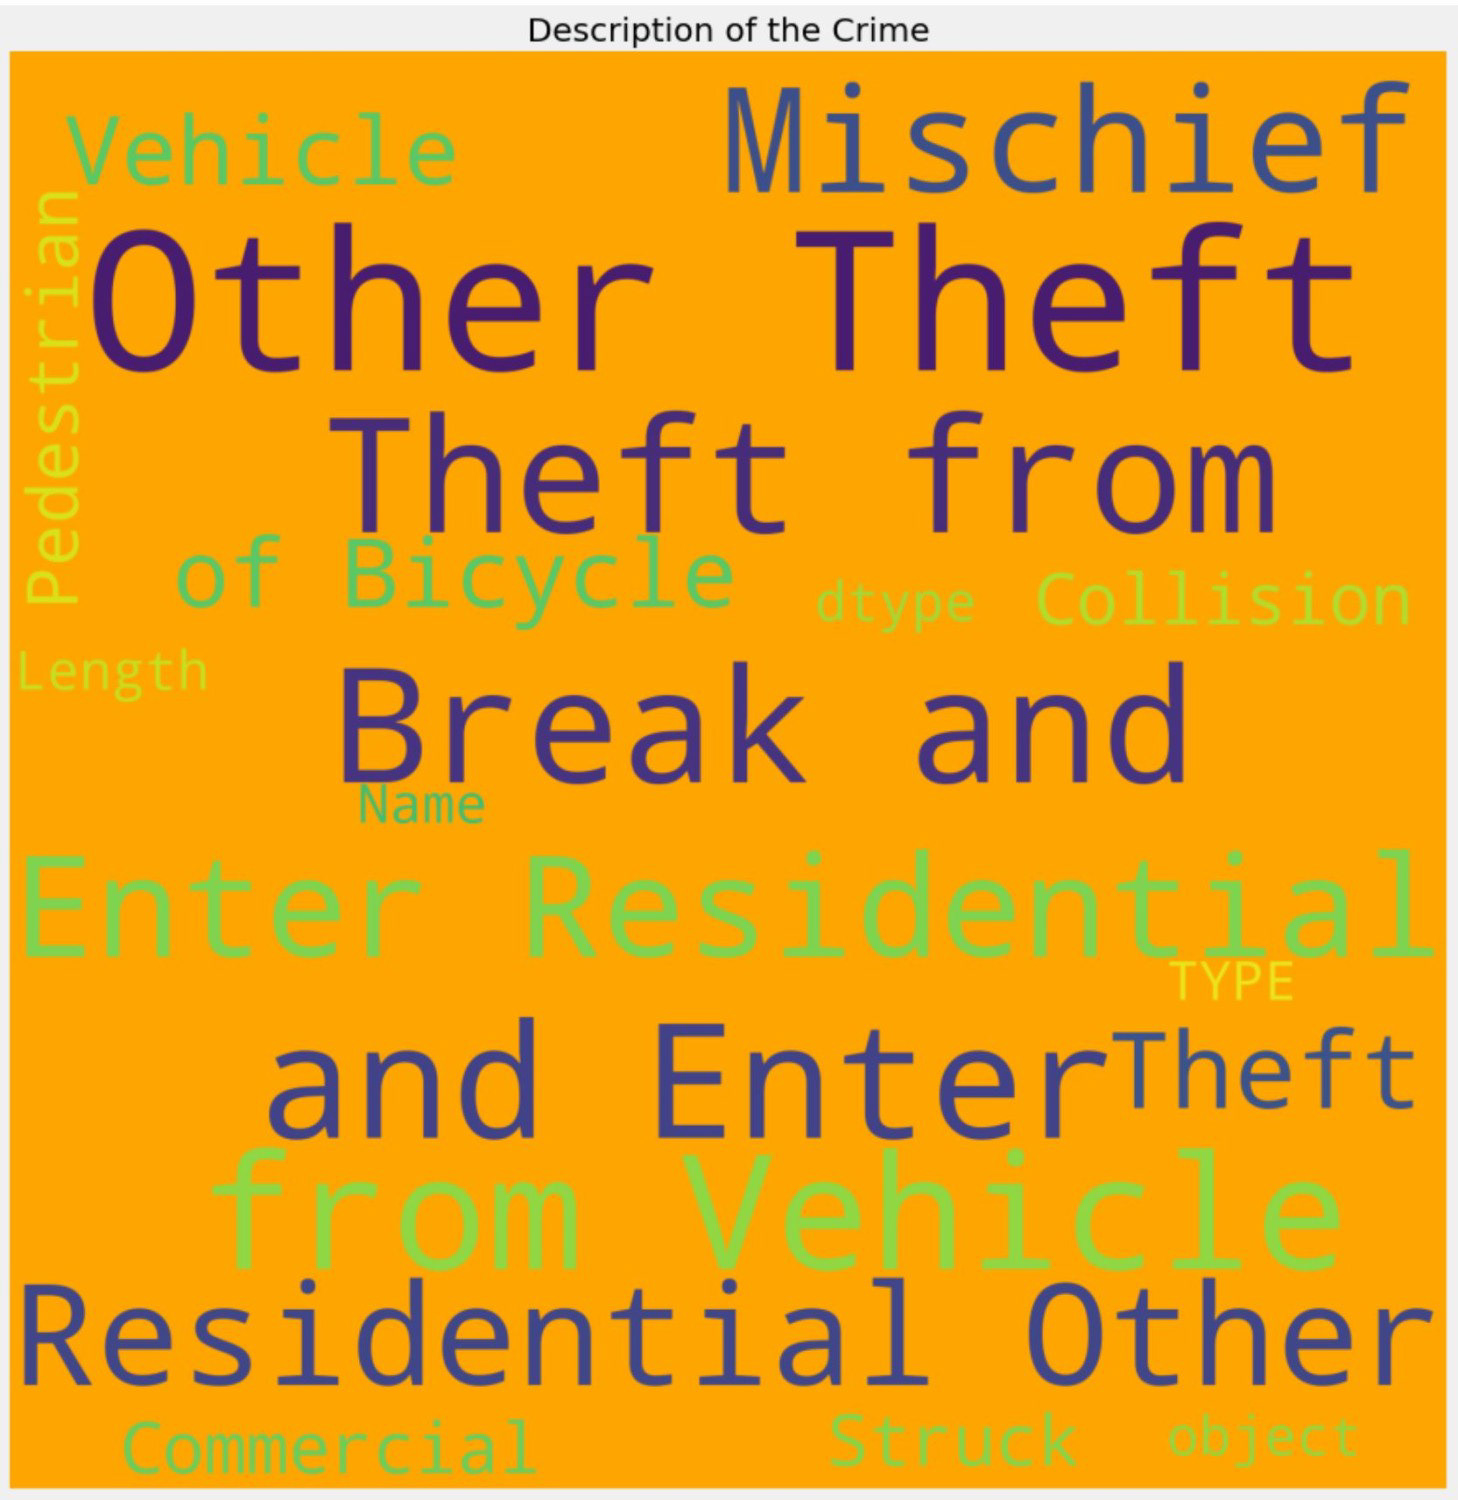 Description of the Crime
Vehicle
Mischief
Pedestrian
Other Theft
Theft from
of Bicycle
dtype
Collision
Length
Break and
Name
Enter Residential
TYPE
and Enter
Theft
from Vehicle
Residential Other
Commercial
Struck
object